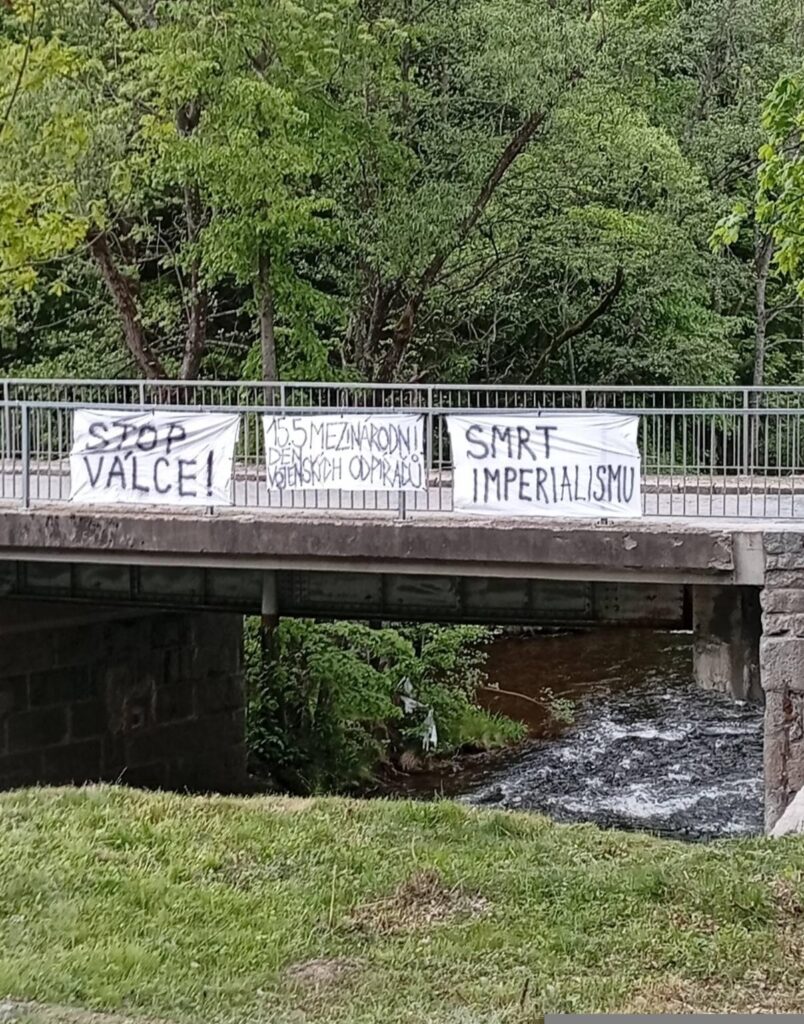 STOP
VÁLCE!
15.5 MEZINÁRODNÍ
DEN
VOJENSKÝCH ODPÍRAČŮ
SMRT
IMPERIALISMU